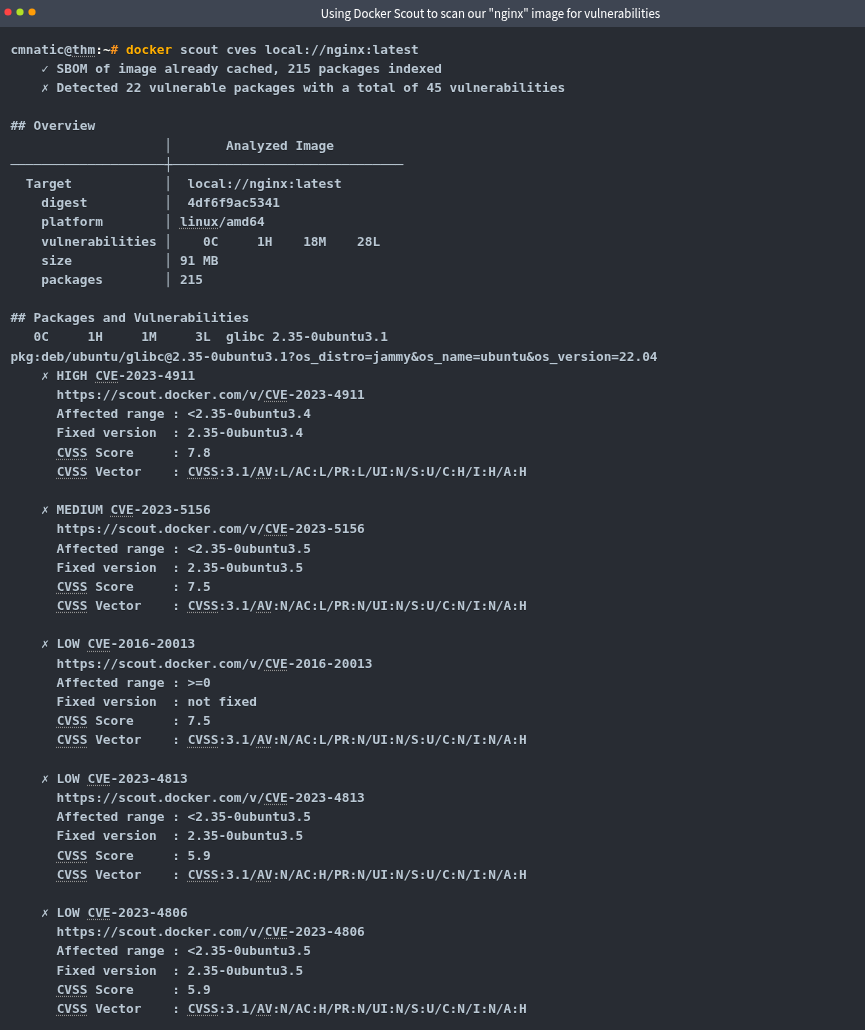 Using Docker Scout to scan our "nginx" image for vulnerabilities
cmnatic@thm:~# docker scout cves local://nginx:latest
    ✓ SBOM of image already cached, 215 packages indexed
    ✗ Detected 22 vulnerable packages with a total of 45 vulnerabilities

## Overview
                    │       Analyzed Image
────────────────────┼──────────────────────────────
  Target            │  local://nginx:latest
    digest          │  4df6f9ac5341
    platform        │ linux/amd64
    vulnerabilities │    0C     1H    18M    28L
    size            │ 91 MB
    packages        │ 215

## Packages and Vulnerabilities
   0C     1H     1M     3L  glibc 2.35-0ubuntu3.1
pkg:deb/ubuntu/glibc@2.35-0ubuntu3.1?os_distro=jammy&os_name=ubuntu&os_version=22.04
    ✗ HIGH CVE-2023-4911
      https://scout.docker.com/v/CVE-2023-4911
      Affected range : <2.35-0ubuntu3.4
      Fixed version  : 2.35-0ubuntu3.4
      CVSS Score     : 7.8
      CVSS Vector    : CVSS:3.1/AV:L/AC:L/PR:L/UI:N/S:U/C:H/I:H/A:H

    ✗ MEDIUM CVE-2023-5156
      https://scout.docker.com/v/CVE-2023-5156
      Affected range : <2.35-0ubuntu3.5
      Fixed version  : 2.35-0ubuntu3.5
      CVSS Score     : 7.5
      CVSS Vector    : CVSS:3.1/AV:N/AC:L/PR:N/UI:N/S:U/C:N/I:N/A:H

    ✗ LOW CVE-2016-20013
      https://scout.docker.com/v/CVE-2016-20013
      Affected range : >=0
      Fixed version  : not fixed
      CVSS Score     : 7.5
      CVSS Vector    : CVSS:3.1/AV:N/AC:L/PR:N/UI:N/S:U/C:N/I:N/A:H

    ✗ LOW CVE-2023-4813
      https://scout.docker.com/v/CVE-2023-4813
      Affected range : <2.35-0ubuntu3.5
      Fixed version  : 2.35-0ubuntu3.5
      CVSS Score     : 5.9
      CVSS Vector    : CVSS:3.1/AV:N/AC:H/PR:N/UI:N/S:U/C:N/I:N/A:H

    ✗ LOW CVE-2023-4806
      https://scout.docker.com/v/CVE-2023-4806
      Affected range : <2.35-0ubuntu3.5
      Fixed version  : 2.35-0ubuntu3.5
      CVSS Score     : 5.9
      CVSS Vector    : CVSS:3.1/AV:N/AC:H/PR:N/UI:N/S:U/C:N/I:N/A:H